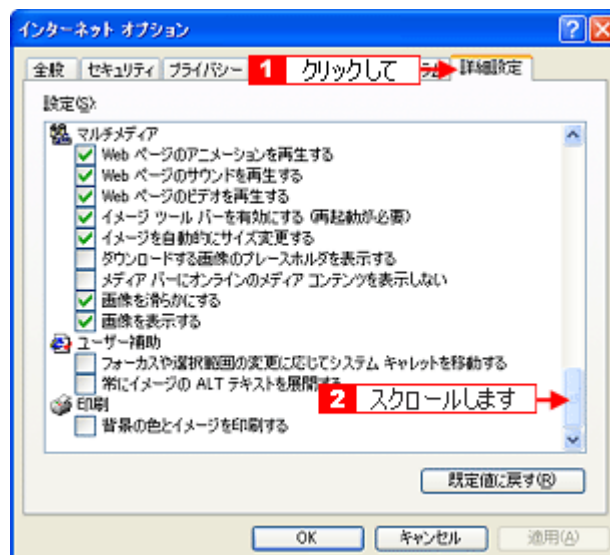 インターネット オプション
全般 セキュリティ プライバシー 1 クリックして ラム 詳細設定
設定(S):
マルチメディア
Web ページのアニメーションを再生する
Web ページのサウンドを再生する
Web ページのビデオを再生する
イメージ ツール バーを有効にする (再起動が必要)
イメージを自動的にサイズ変更する
ダウンロードする画像のプレースホルダを表示する
メディア バーにオンラインのメディア コンテンツを表示しない
画像を滑らかにする
画像を表示する
ユーザー補助
フォーカスや選択範囲の変更に応じてシステム キャレットを移動する
常にイメージの ALT テキストを展開する
2 スクロールします
印刷
背景の色とイメージを印刷する
既定値に戻す(R)
OK キャンセル 適用(A)